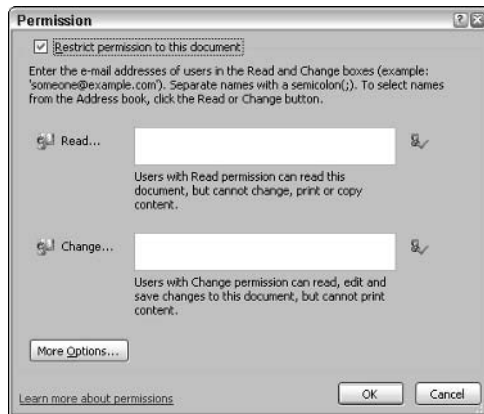 Permission
Restrict permission to this document
Enter the e-mail addresses of users in the Read and Change boxes (example:
'someone@example.com'). Separate names with a semicolon(;). To select names
from the Address book, click the Read or Change button.
Read...
Users with Read permission can read this
document, but cannot change, print or copy
content.
Change...
Users with Change permission can read, edit and
save changes to this document, but cannot print
content.
More Options...
Learn more about permissions
OK
Cancel